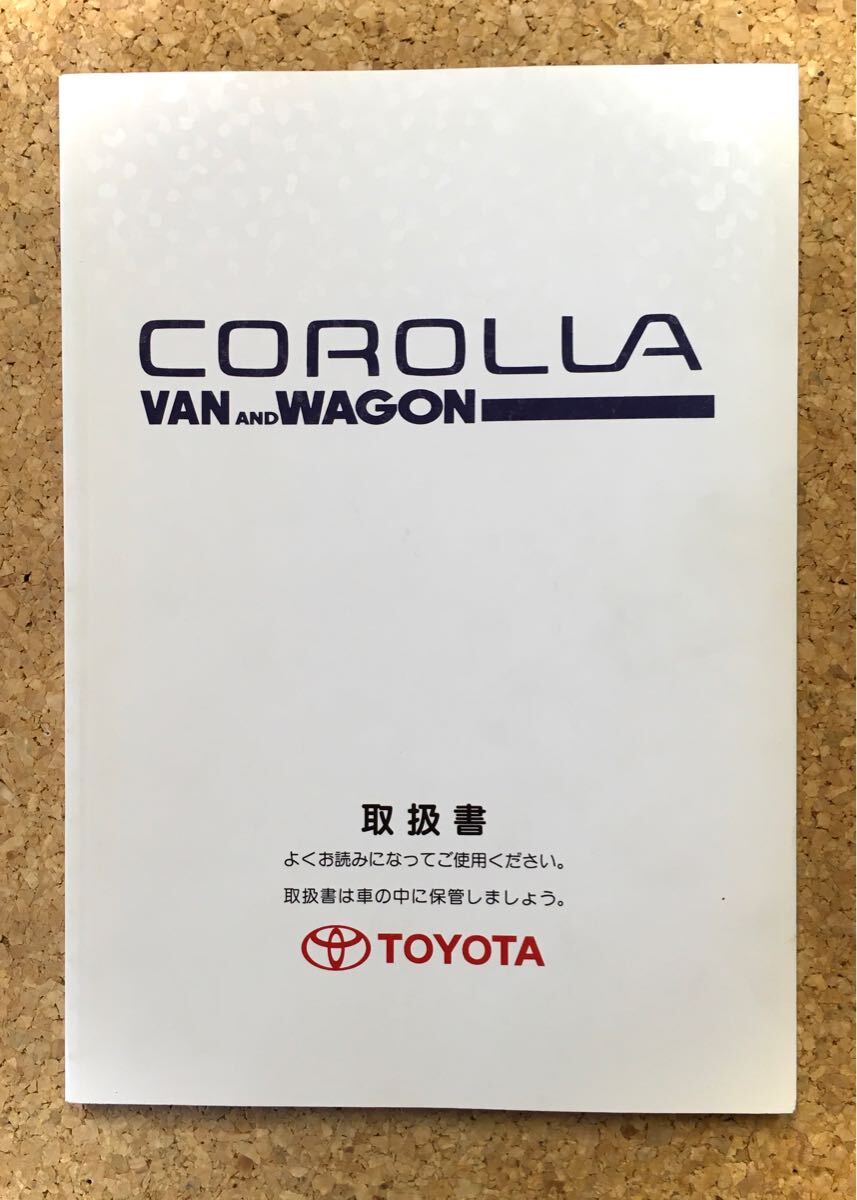 COROLLA
VAN AND WAGON
取扱書
よくお読みになってご使用ください。
取扱書は車の中に保管しましょう。
TOYOTA